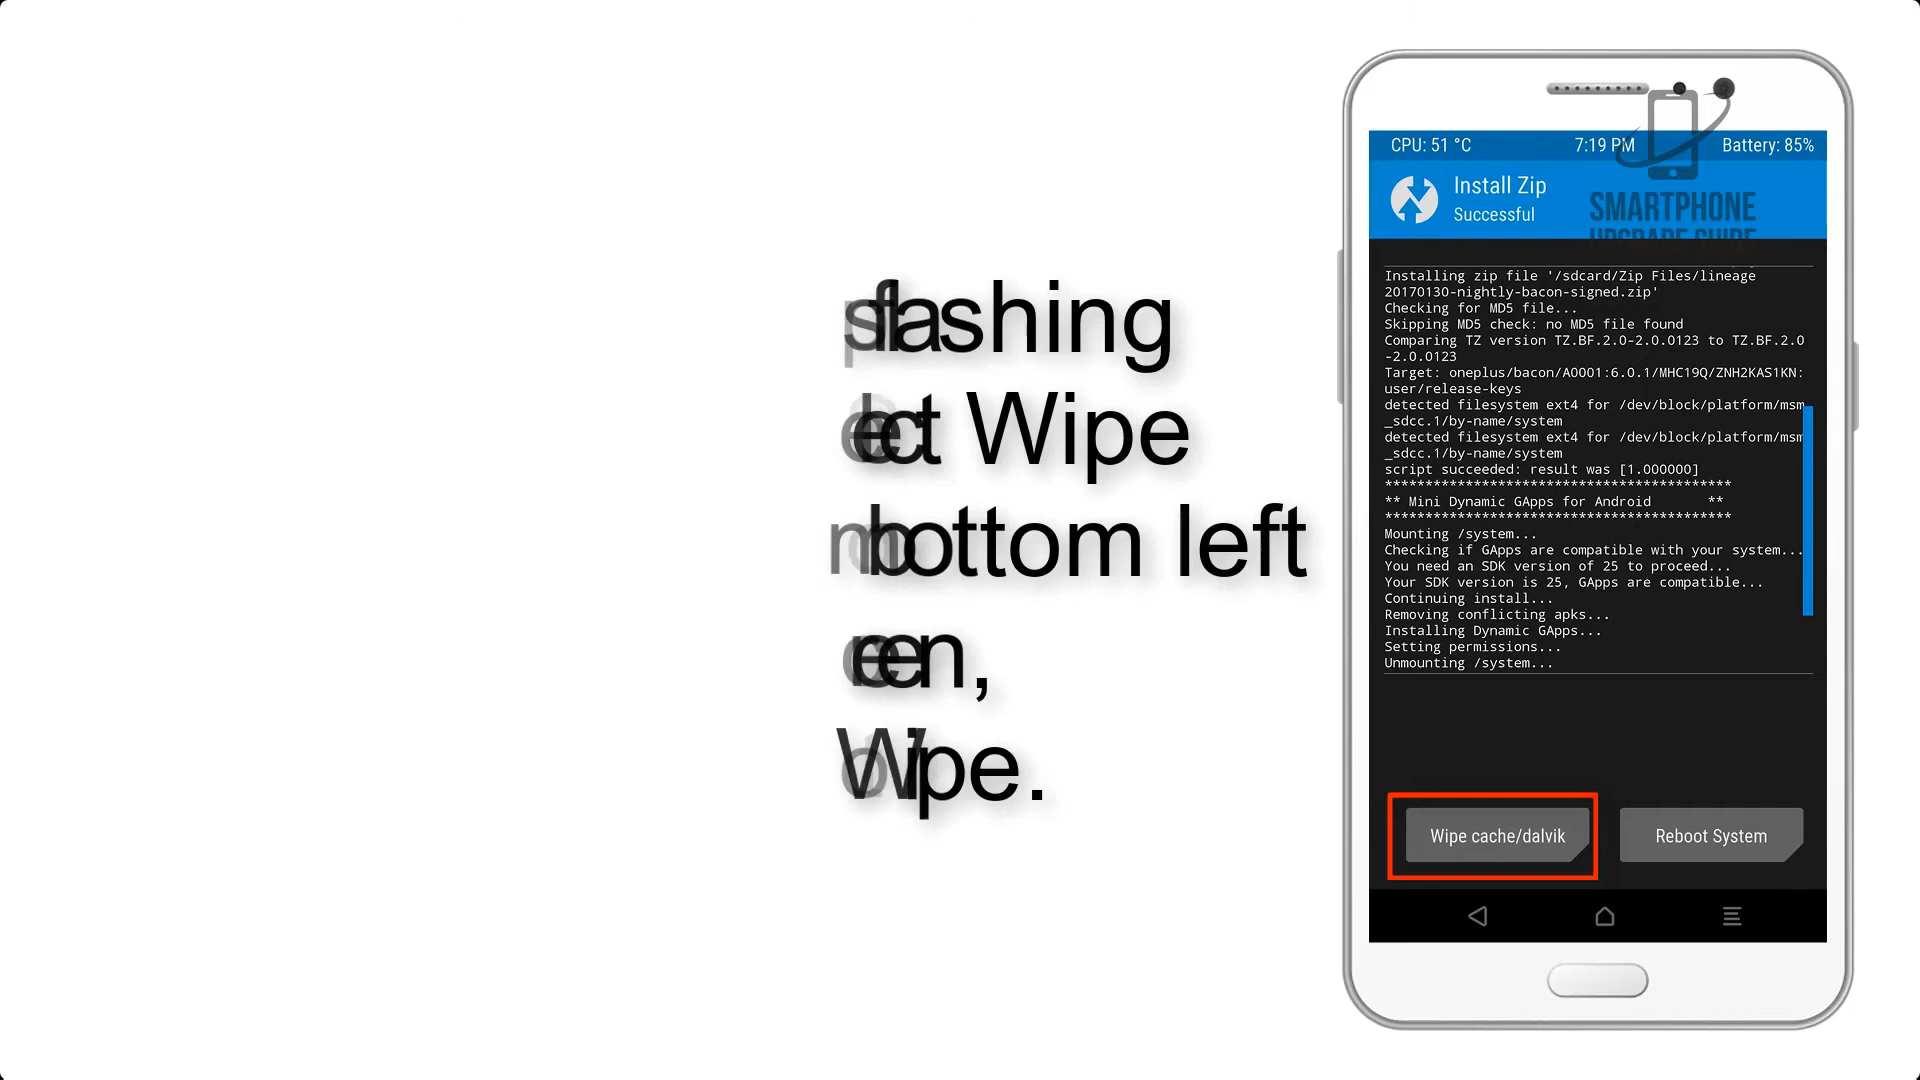 flashing
Wipe
bottom left
Wipe.
CPU: 51 °C 7:19 PM Battery: 85%
Install Zip
Successful
SMARTPHONE
UPGRADE GUIDE
Installing zip file '/sdcard/Zip Files/lineage
20170130-nightly-bacon-signed.zip'
Checking for MD5 file...
Skipping MD5 check: no MD5 file found
Comparing TZ version TZ.BF.2.0-2.0.0123 to TZ.BF.2.0
-2.0.0123
Target: oneplus/bacon/A0001:6.0.1/MHC19Q/ZNH2KAS1KN:
user/release-keys
detected filesystem ext4 for /dev/block/platform/msm
_sdcc.1/by-name/system
detected filesystem ext4 for /dev/block/platform/msm
_sdcc.1/by-name/system
script succeeded: result was [1.000000]
*******************************************
** Mini Dynamic GApps for Android **
*******************************************
Mounting /system...
Checking if GApps are compatible with your system...
You need an SDK version of 25 to proceed...
Your SDK version is 25, GApps are compatible...
Continuing install...
Removing conflicting apks...
Installing Dynamic GApps...
Setting permissions...
Unmounting /system...
Wipe cache/dalvik Reboot System